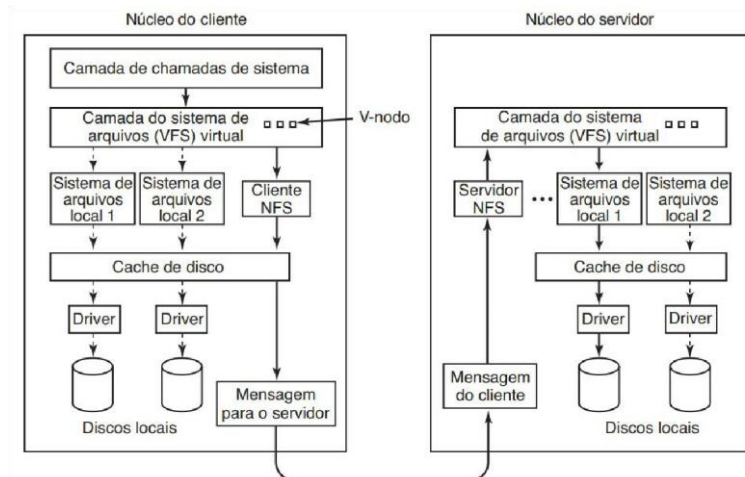 Núcleo do cliente
Camada de chamadas de sistema
Camada do sistema de
arquivos (VFS) virtual
V-nodo
Sistema de
arquivos
local 1
Sistema de
arquivos
local 2
Cliente
NFS
Cache de disco
Driver
Driver
Mensagem
para o servidor
Discos locais
Núcleo do servidor
Camada do sistema
de arquivos (VFS) virtual
Servidor
NFS
Sistema de
arquivos
local 1
Sistema de
arquivos
local 2
Cache de disco
Driver
Driver
Mensagem
do cliente
Discos locais